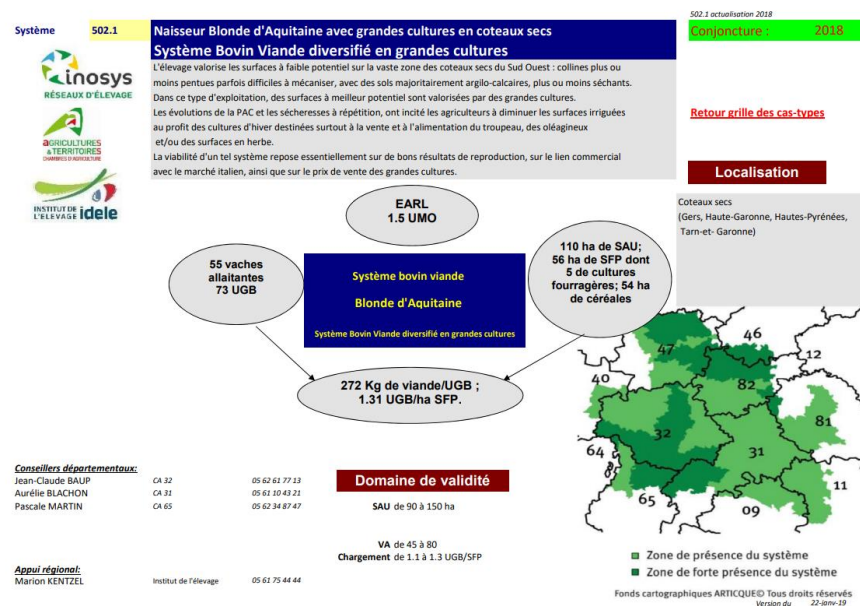 502.1 actualisation 2018
Système 502.1
Naisseur Blonde d'Aquitaine avec grandes cultures en coteaux secs
Système Bovin Viande diversifié en grandes cultures
Conjoncture : 2018
inosys
RÉSEAUX D'ÉLEVAGE
AGRICULTURES
& TERRITOIRES
CHAMBRES D'AGRICULTURE
INSTITUT DE
L'ELEVAGE idele
L'élevage valorise les surfaces à faible potentiel sur la vaste zone des coteaux secs du Sud Ouest : collines plus ou
moins pentues parfois difficiles à mécaniser, avec des sols majoritairement argilo-calcaires, plus ou moins séchants.
Dans ce type d'exploitation, des surfaces à meilleur potentiel sont valorisées par des grandes cultures.
Les évolutions de la PAC et les sécheresses à répétition, ont incité les agriculteurs à diminuer les surfaces irriguées
au profit des cultures d'hiver destinées surtout à la vente et à l'alimentation du troupeau, des oléagineux
et/ou des surfaces en herbe.
La viabilité d'un tel système repose essentiellement sur de bons résultats de reproduction, sur le lien commercial
avec le marché italien, ainsi que sur le prix de vente des grandes cultures.
Retour grille des cas-types
Localisation
Coteaux secs
(Gers, Haute-Garonne, Hautes-Pyrénées,
Tarn-et- Garonne)
EARL
1.5 UMO
55 vaches
allaitantes
73 UGB
Système bovin viande
Blonde d'Aquitaine
Système Bovin Viande diversifié en grandes cultures
110 ha de SAU;
56 ha de SFP dont
5 de cultures
fourragères; 54 ha
de céréales
272 Kg de viande/UGB ;
1.31 UGB/ha SFP.
46
47
12
40
82
81
32
31
64
65
09
11
Conseillers départementaux:
Jean-Claude BAUP CA 32 05 62 61 77 13
Aurélie BLACHON CA 31 05 61 10 43 21
Pascale MARTIN CA 65 05 62 34 87 47
Domaine de validité
SAU de 90 à 150 ha
VA de 45 à 80
Chargement de 1.1 à 1.3 UGB/SFP
Appui régional:
Marion KENTZEL Institut de l'élevage 05 61 75 44 44
Zone de présence du système
Zone de forte présence du système
Fonds cartographiques ARTICQUE© Tous droits réservés
Version du 22-janv-19